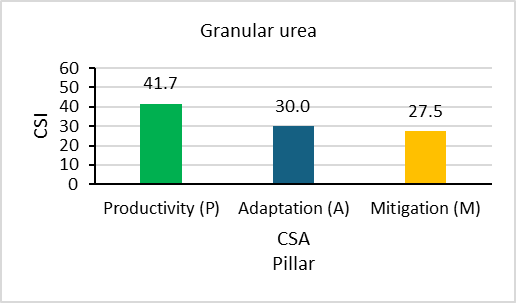 Granular urea
60
50
40
30
20
10
0
CSI
41.7
30.0
27.5
Productivity (P)
Adaptation (A)
Mitigation (M)
CSA
Pillar